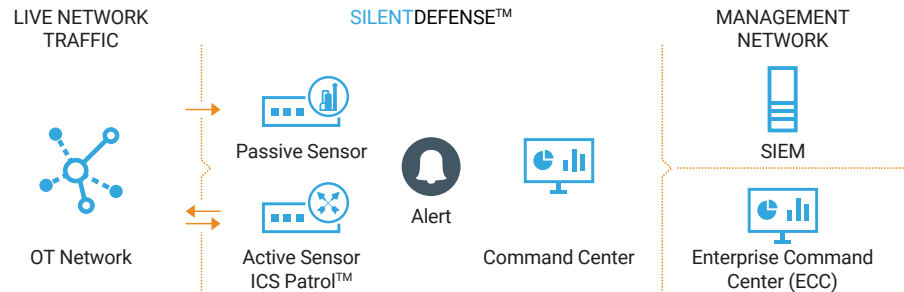 LIVE NETWORK
TRAFFIC
SILENTDEFENSE™
MANAGEMENT
NETWORK
Passive Sensor
SIEM
Alert
OT Network
Active Sensor
ICS Patrol™
Command Center
Enterprise Command
Center (ECC)